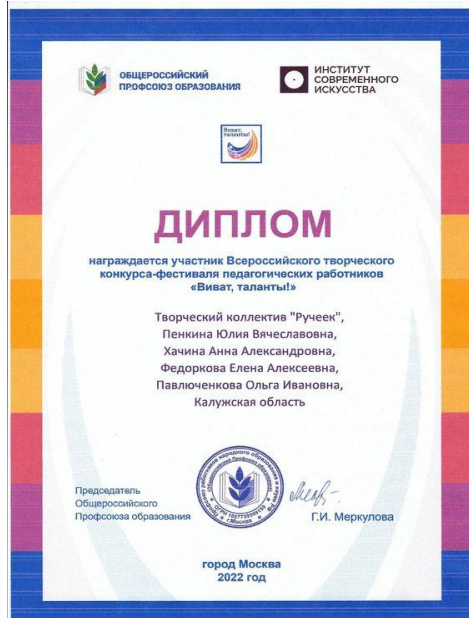 ОБЩЕРОССИЙСКИЙ
ПРОФСОЮЗ ОБРАЗОВАНИЯ
ИНСТИТУТ
СОВРЕМЕННОГО
ИСКУССТВА
Виват,
таланты!
ДИПЛОМ
награждается участник Всероссийского творческого
конкурса-фестиваля педагогических работников
«Виват, таланты!»
Творческий коллектив "Ручеек",
Пенкина Юлия Вячеславовна,
Хачина Анна Александровна,
Федоркова Елена Алексеевна,
Павлюченкова Ольга Ивановна,
Калужская область
Председатель
Общероссийского
Профсоюза образования
Г.И. Меркулова
город Москва
2022 год